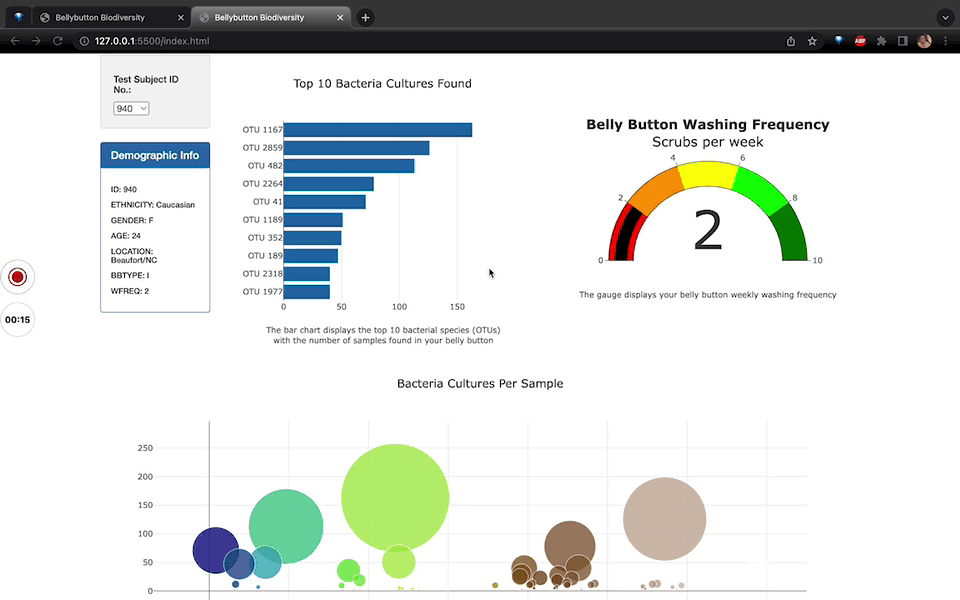 Bellybutton Biodiversity
Bellybutton Biodiversity
127.0.0.1:5500/index.html
ABP
Test Subject ID
No.:
940
Demographic Info
ID: 940
ETHNICITY: Caucasian
GENDER: F
AGE: 24
LOCATION:
Beaufort/NC
BBTYPE: I
WFREQ: 2
00:15
Top 10 Bacteria Cultures Found
OTU 1167
OTU 2859
OTU 482
OTU 2264
OTU 41
OTU 1189
OTU 352
OTU 189
OTU 2318
OTU 1977
0 50 100 150
The bar chart displays the top 10 bacterial species (OTUs)
with the number of samples found in your belly button
Belly Button Washing Frequency
Scrubs per week
4 6
2 8
2
0 10
The gauge displays your belly button weekly washing frequency
Bacteria Cultures Per Sample
250
200
150
100
50
0